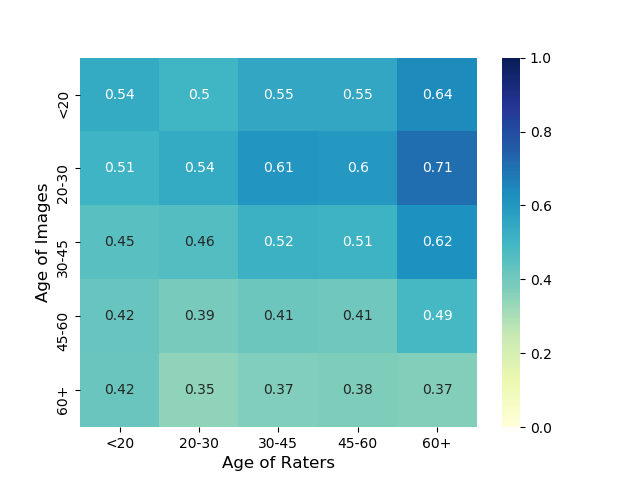 <20 0.54 0.5 0.55 0.55 0.64
20-30 0.51 0.54 0.61 0.6 0.71
30-45 0.45 0.46 0.52 0.51 0.62
45-60 0.42 0.39 0.41 0.41 0.49
60+ 0.42 0.35 0.37 0.38 0.37
<20 20-30 30-45 45-60 60+
Age of Raters
Age of Images
1.0
0.8
0.6
0.4
0.2
0.0